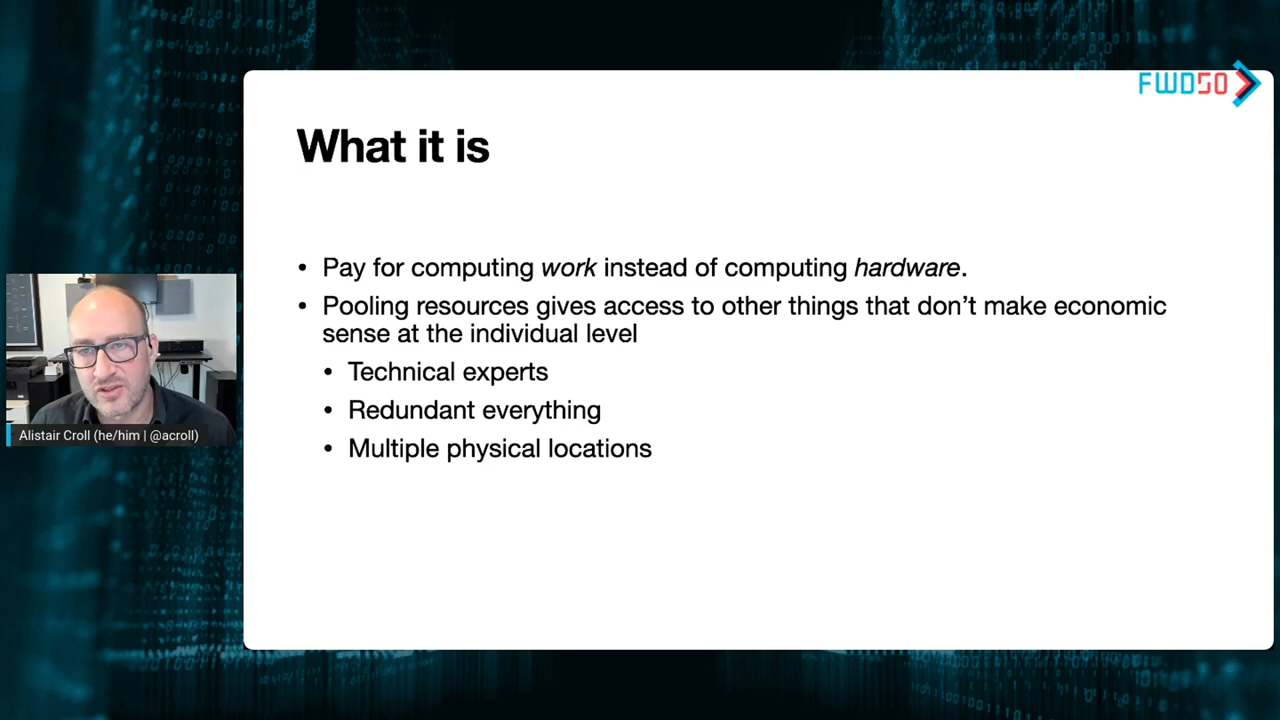 FWD50
What it is
• Pay for computing work instead of computing hardware.
• Pooling resources gives access to other things that don’t make economic
sense at the individual level
• Technical experts
• Redundant everything
• Multiple physical locations
Alistair Croll (he/him | @acroll)